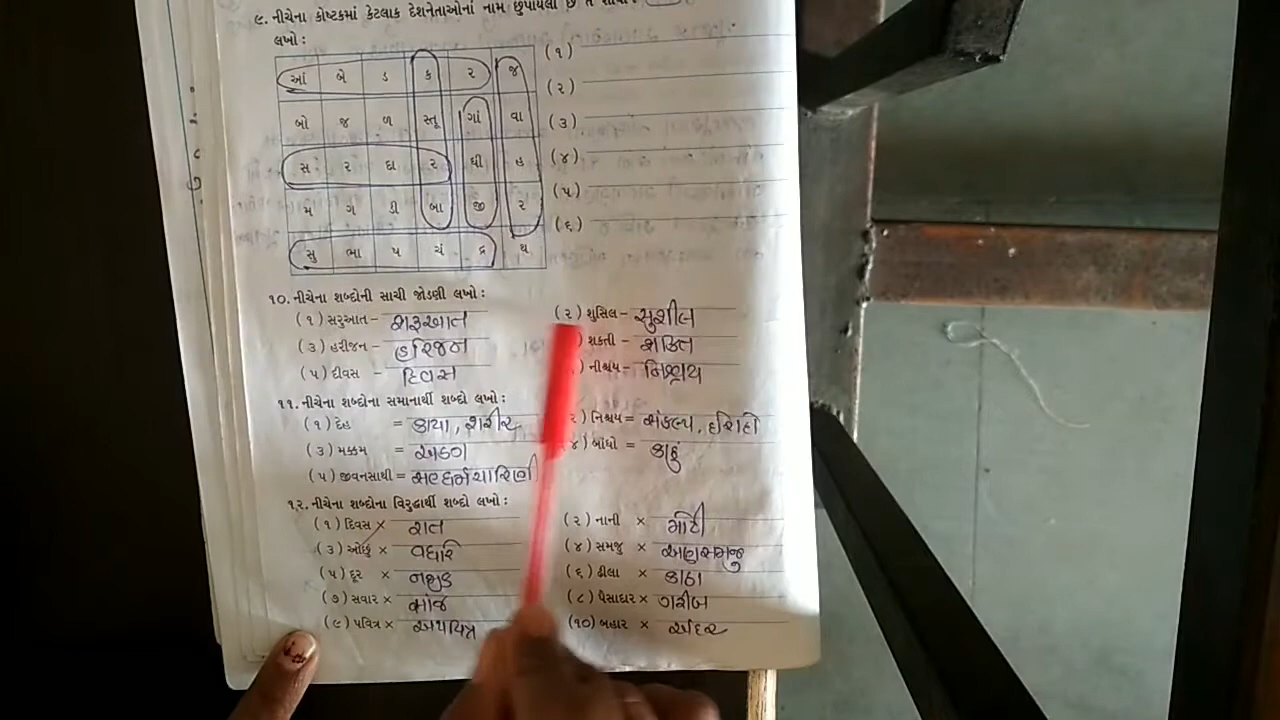 ૯. નીચેના કોષ્ટકમાં કેટલાક દેશનેતાઓનાં નામ છુપાયેલાં છે તે શોધી
લખો :
આં બે ડ ક ર જ
બો જ ળ સ્તૂ ગાં વા
સ ર દા ર ધી હ
મ ગ ડી બા જી ર
સુ ભા ષ ચં દ્ર થ
(૧)
(૨)
(૩)
(૪)
(૫)
(૬)
૧૦. નીચેના શબ્દોની સાચી જોડણી લખો :
(૧) સરુઆત – શરૂઆત (૨) શુસિલ – સુશીલ
(૩) હરીજન – હરિજન ) શકતી – શક્તિ
(૫) દીવસ – દિવસ ) નીશ્ચય – નિશ્ચય
૧૧. નીચેના શબ્દોના સમાનાર્થી શબ્દો લખો :
(૧) દેહ = કાયા, શરીર ૨) નિશ્ચય = સંકલ્પ,
(૩) મક્કમ = અડગ ૪) બાંધો = કાઠું
(૫) જીવનસાથી = સહધર્મચારિણી
૧૨. નીચેના શબ્દોના વિરુદ્ધાર્થી શબ્દો લખો :
(૧) દિવસ × રાત (૨) નાની × મોટી
(૩) ઓછું × વધારે (૪) સમજુ × અણસમજુ
(૫) દૂર × નજીક (૬) ઢીલા × કાઠા
(૭) સવાર × સાંજ (૮) પૈસાદાર × ગરીબ
(૯) પવિત્ર × અપવિત્ર (૧૦) બહાર × અંદર